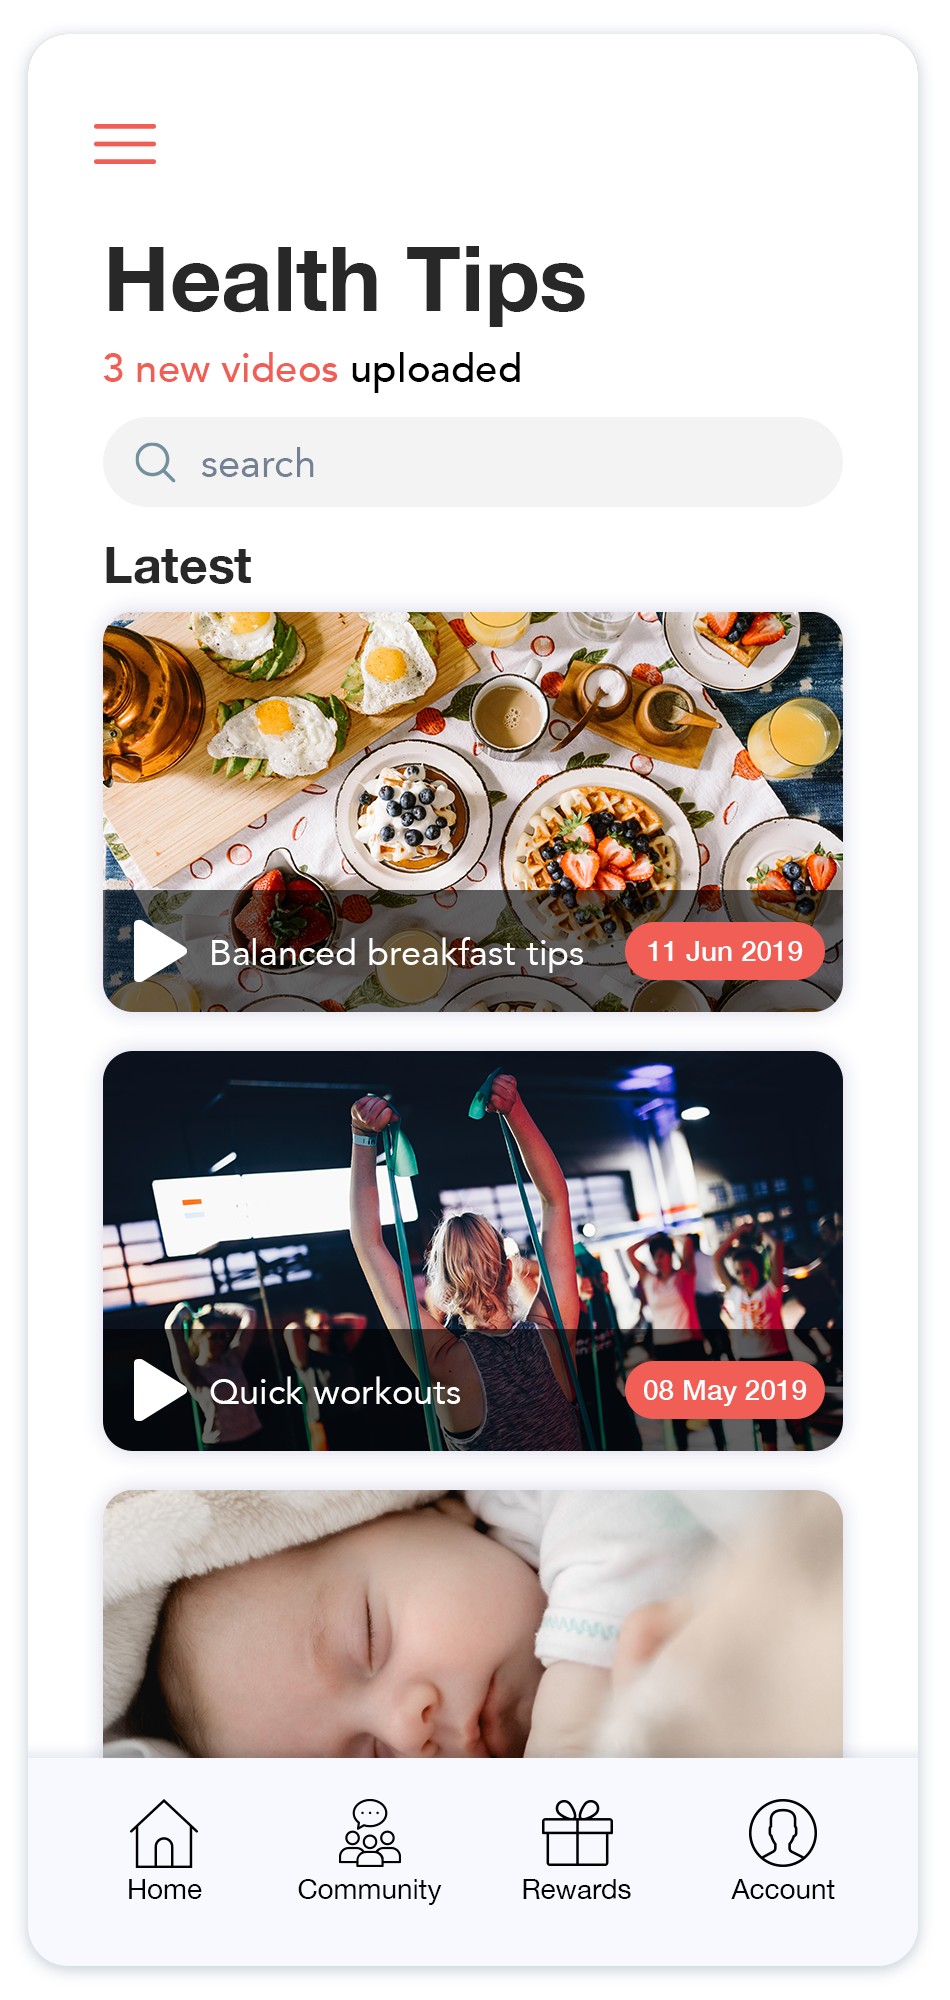 Health Tips
3 new videos uploaded
search
Latest
Balanced breakfast tips
11 Jun 2019
Quick workouts
08 May 2019
Home
Community
Rewards
Account